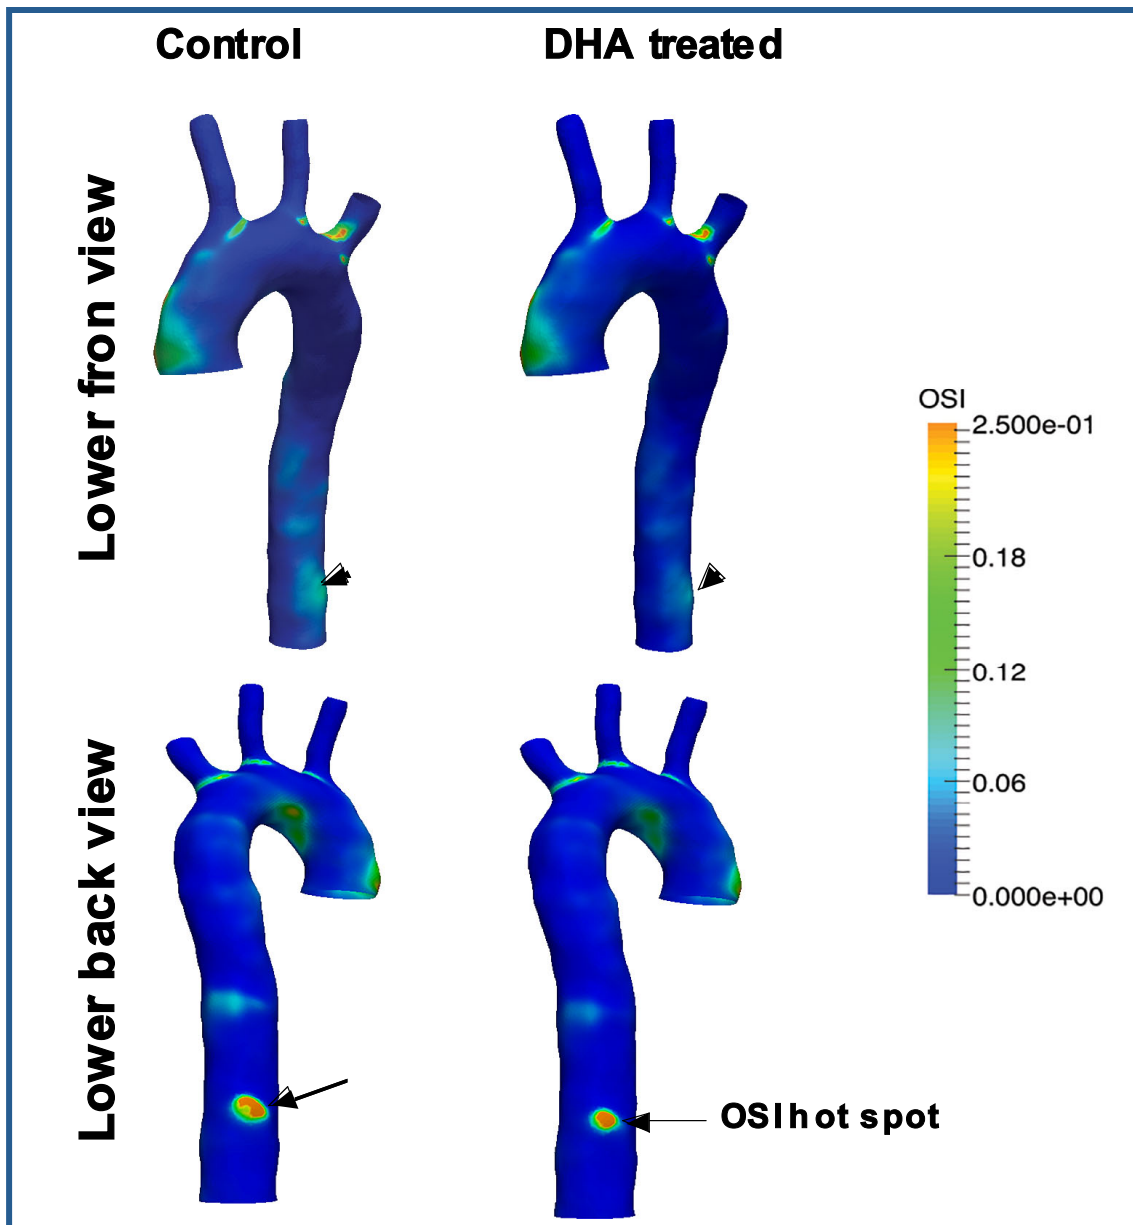 Control
DHA treated
Lower fron view
OSI
2.500e-01
0.18
0.12
0.06
0.000e+00
Lower back view
OSI hot spot